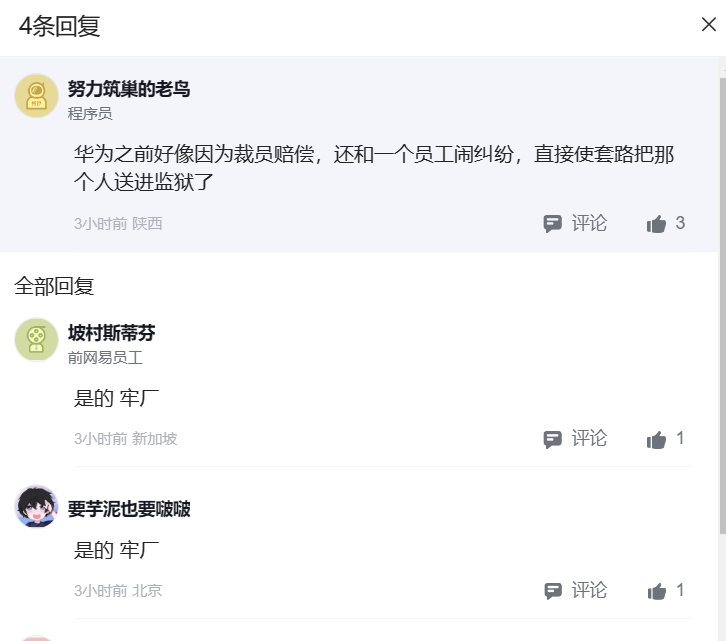 4条回复
努力筑巢的老鸟
程序员
华为之前好像因为裁员赔偿，还和一个员工闹纠纷，直接使套路把那
个人送进监狱了
3小时前 陕西
评论 3
全部回复
坡村斯蒂芬
前网易员工
是的 牢厂
3小时前 新加坡
评论 1
要芋泥也要啵啵
是的 牢厂
3小时前 北京
评论 1